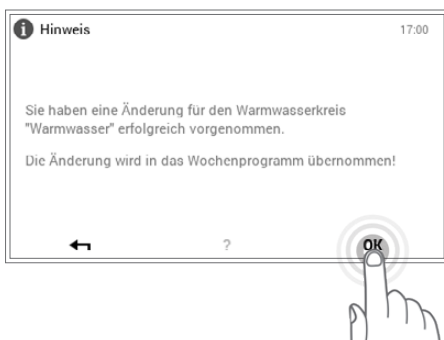 Hinweis 17:00
Sie haben eine Änderung für den Warmwasserkreis
"Warmwasser" erfolgreich vorgenommen.
Die Änderung wird in das Wochenprogramm übernommen!
? OK